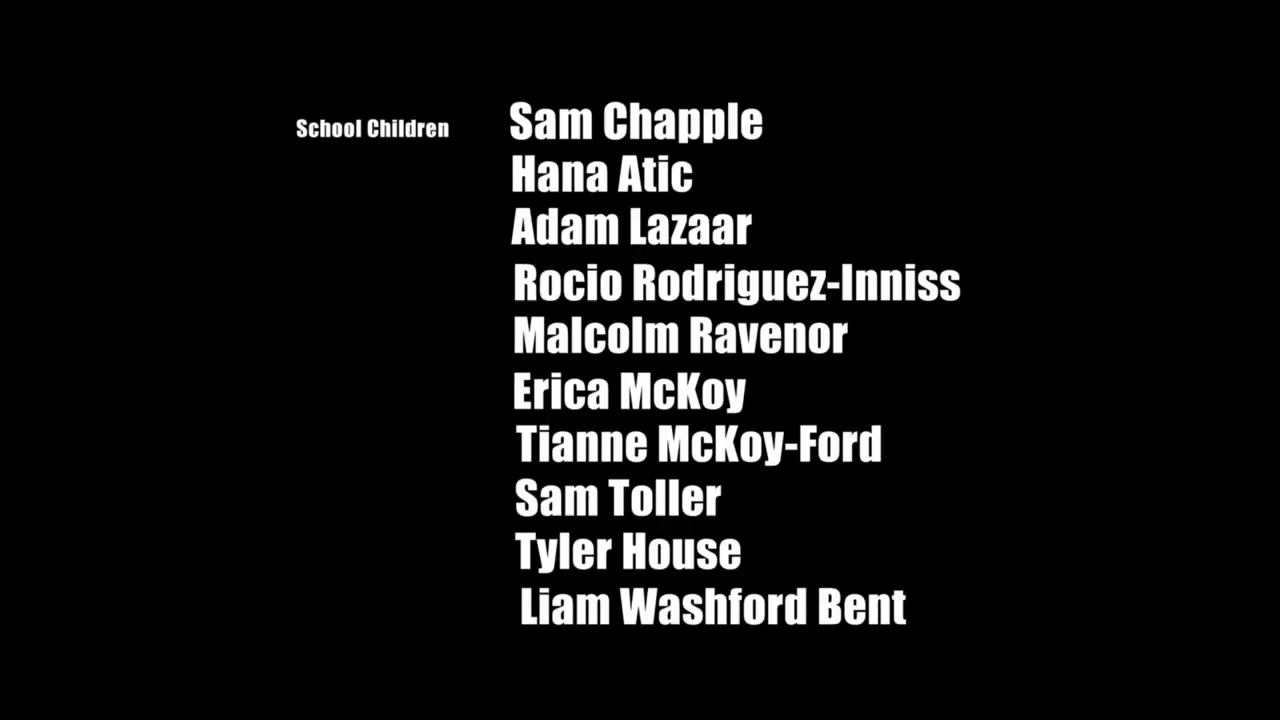 School Children Sam Chapple
Hana Atic
Adam Lazaar
Rocio Rodriguez-Inniss
Malcolm Ravenor
Erica McKoy
Tianne McKoy-Ford
Sam Toller
Tyler House
Liam Washford Bent